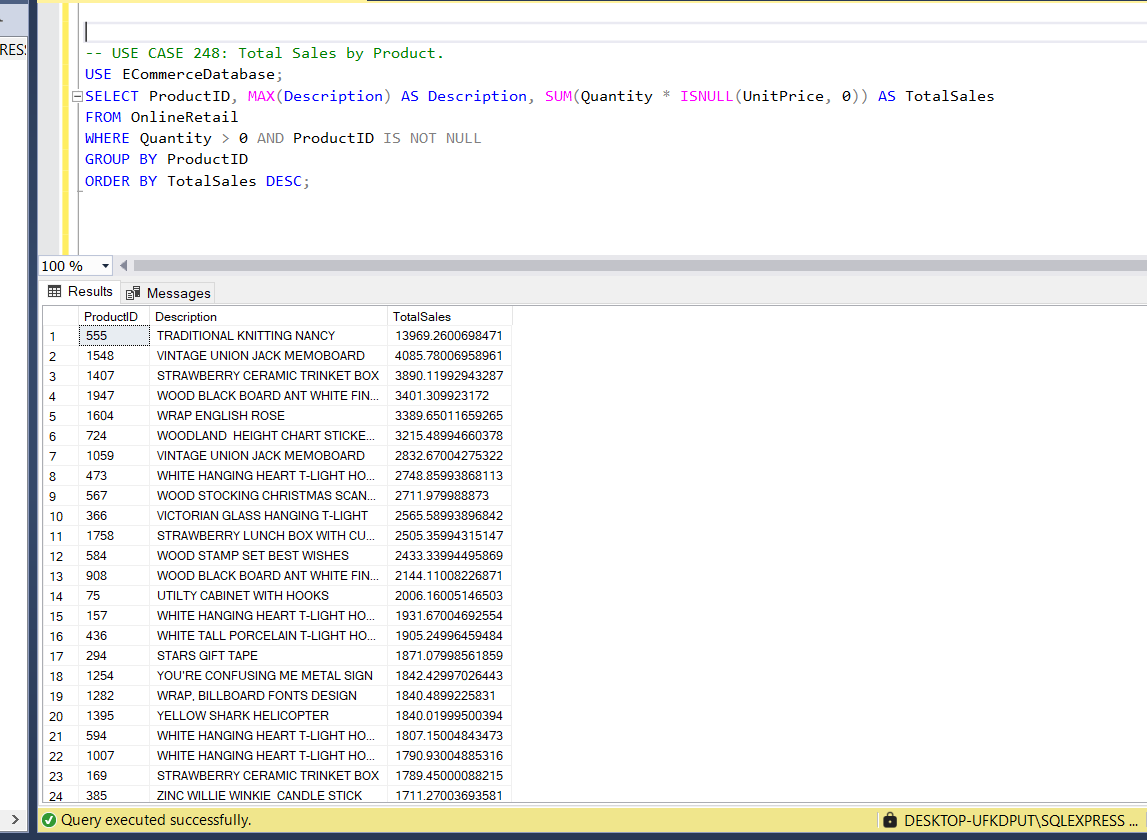 RESS
-- USE CASE 248: Total Sales by Product.
USE ECommerceDatabase;
SELECT ProductID, MAX(Description) AS Description, SUM(Quantity * ISNULL(UnitPrice, 0)) AS TotalSales
FROM OnlineRetail
WHERE Quantity > 0 AND ProductID IS NOT NULL
GROUP BY ProductID
ORDER BY TotalSales DESC;
100 %
Results Messages
ProductID Description TotalSales
1 555 TRADITIONAL KNITTING NANCY 13969.2600698471
2 1548 VINTAGE UNION JACK MEMOBOARD 4085.78006958961
3 1407 STRAWBERRY CERAMIC TRINKET BOX 3890.11992943287
4 1947 WOOD BLACK BOARD ANT WHITE FIN... 3401.309923172
5 1604 WRAP ENGLISH ROSE 3389.65011659265
6 724 WOODLAND  HEIGHT CHART STICKE... 3215.48994660378
7 1059 VINTAGE UNION JACK MEMOBOARD 2832.67004275322
8 473 WHITE HANGING HEART T-LIGHT HO... 2748.85993868113
9 567 WOOD STOCKING CHRISTMAS SCAN... 2711.979988873
10 366 VICTORIAN GLASS HANGING T-LIGHT 2565.58993896842
11 1758 STRAWBERRY LUNCH BOX WITH CU... 2505.35994315147
12 584 WOOD STAMP SET BEST WISHES 2433.33994495869
13 908 WOOD BLACK BOARD ANT WHITE FIN... 2144.11008226871
14 75 UTILTY CABINET WITH HOOKS 2006.16005146503
15 157 WHITE HANGING HEART T-LIGHT HO... 1931.67004692554
16 436 WHITE TALL PORCELAIN T-LIGHT HO... 1905.24996459484
17 294 STARS GIFT TAPE 1871.07998561859
18 1254 YOU'RE CONFUSING ME METAL SIGN 1842.42997026443
19 1282 WRAP, BILLBOARD FONTS DESIGN 1840.4899225831
20 1395 YELLOW SHARK HELICOPTER 1840.01999500394
21 594 WHITE HANGING HEART T-LIGHT HO... 1807.15004843473
22 1007 WHITE HANGING HEART T-LIGHT HO... 1790.93004885316
23 169 STRAWBERRY CERAMIC TRINKET BOX 1789.45000088215
24 385 ZINC WILLIE WINKIE  CANDLE STICK 1711.27003693581
Query executed successfully. DESKTOP-UFKDPUT\SQLEXPRESS ...